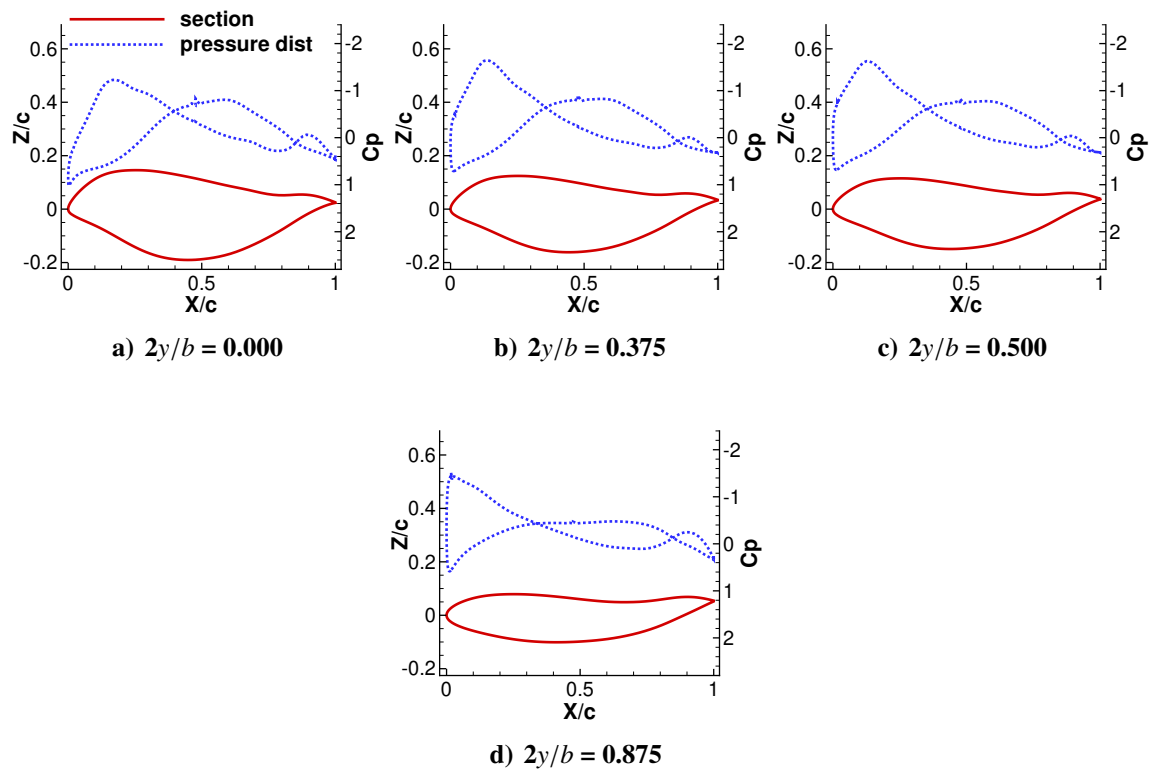 section
pressure dist
0.6
0.4
0.2
0
-0.2
Z/c
-2
-1
0
1
2
Cp
0
0.5
1
X/c
a) 2y/b = 0.000
0.6
0.4
0.2
0
-0.2
Z/c
-2
-1
0
1
2
Cp
0
0.5
1
X/c
b) 2y/b = 0.375
0.6
0.4
0.2
0
-0.2
Z/c
-2
-1
0
1
2
Cp
0
0.5
1
X/c
c) 2y/b = 0.500
0.6
0.4
0.2
0
-0.2
Z/c
-2
-1
0
1
2
Cp
0
0.5
1
X/c
d) 2y/b = 0.875